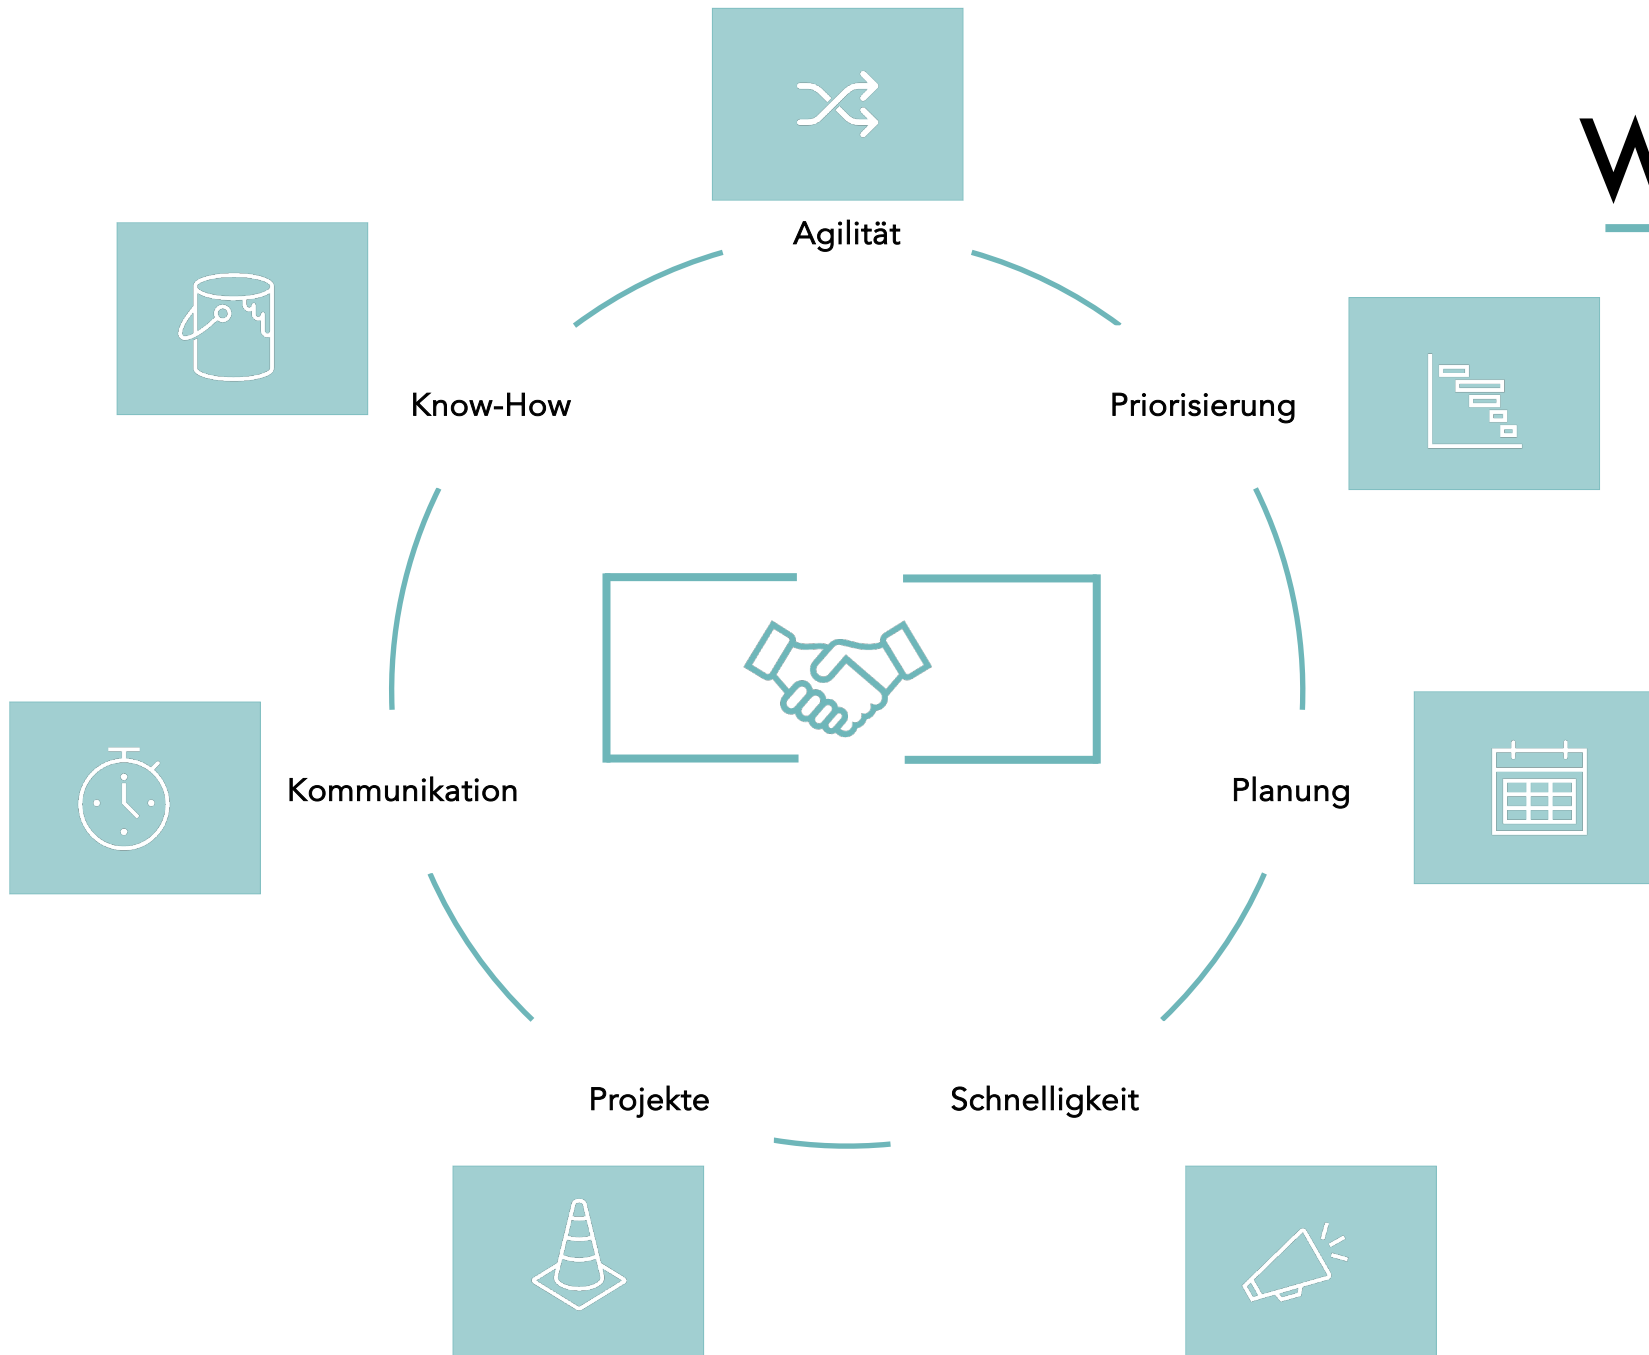 W
Agilität
Know-How
Priorisierung
Kommunikation
Planung
Projekte
Schnelligkeit